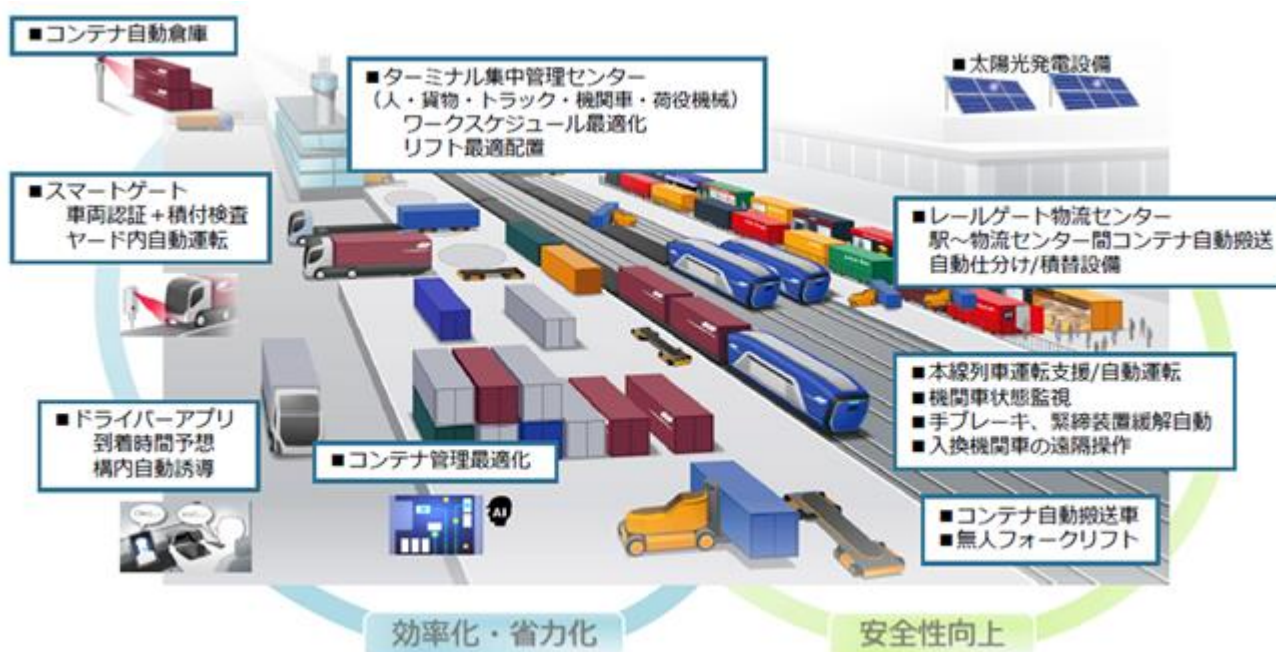 ■コンテナ自動倉庫
■ターミナル集中管理センター
（人・貨物・トラック・機関車・荷役機械）
ワークスケジュール最適化
リフト最適配置
■太陽光発電設備
■スマートゲート
車両認証＋積付検査
ヤード内自動運転
■レールゲート物流センター
駅～物流センター間コンテナ自動搬送
自動仕分け/積替設備
■本線列車運転支援/自動運転
■機関車状態監視
■手ブレーキ、緊締装置緩解自動
■入換機関車の遠隔操作
■ドライバーアプリ
到着時間予想
構内自動誘導
■コンテナ管理最適化
AI
■コンテナ自動搬送車
■無人フォークリフト
効率化・省力化
安全性向上